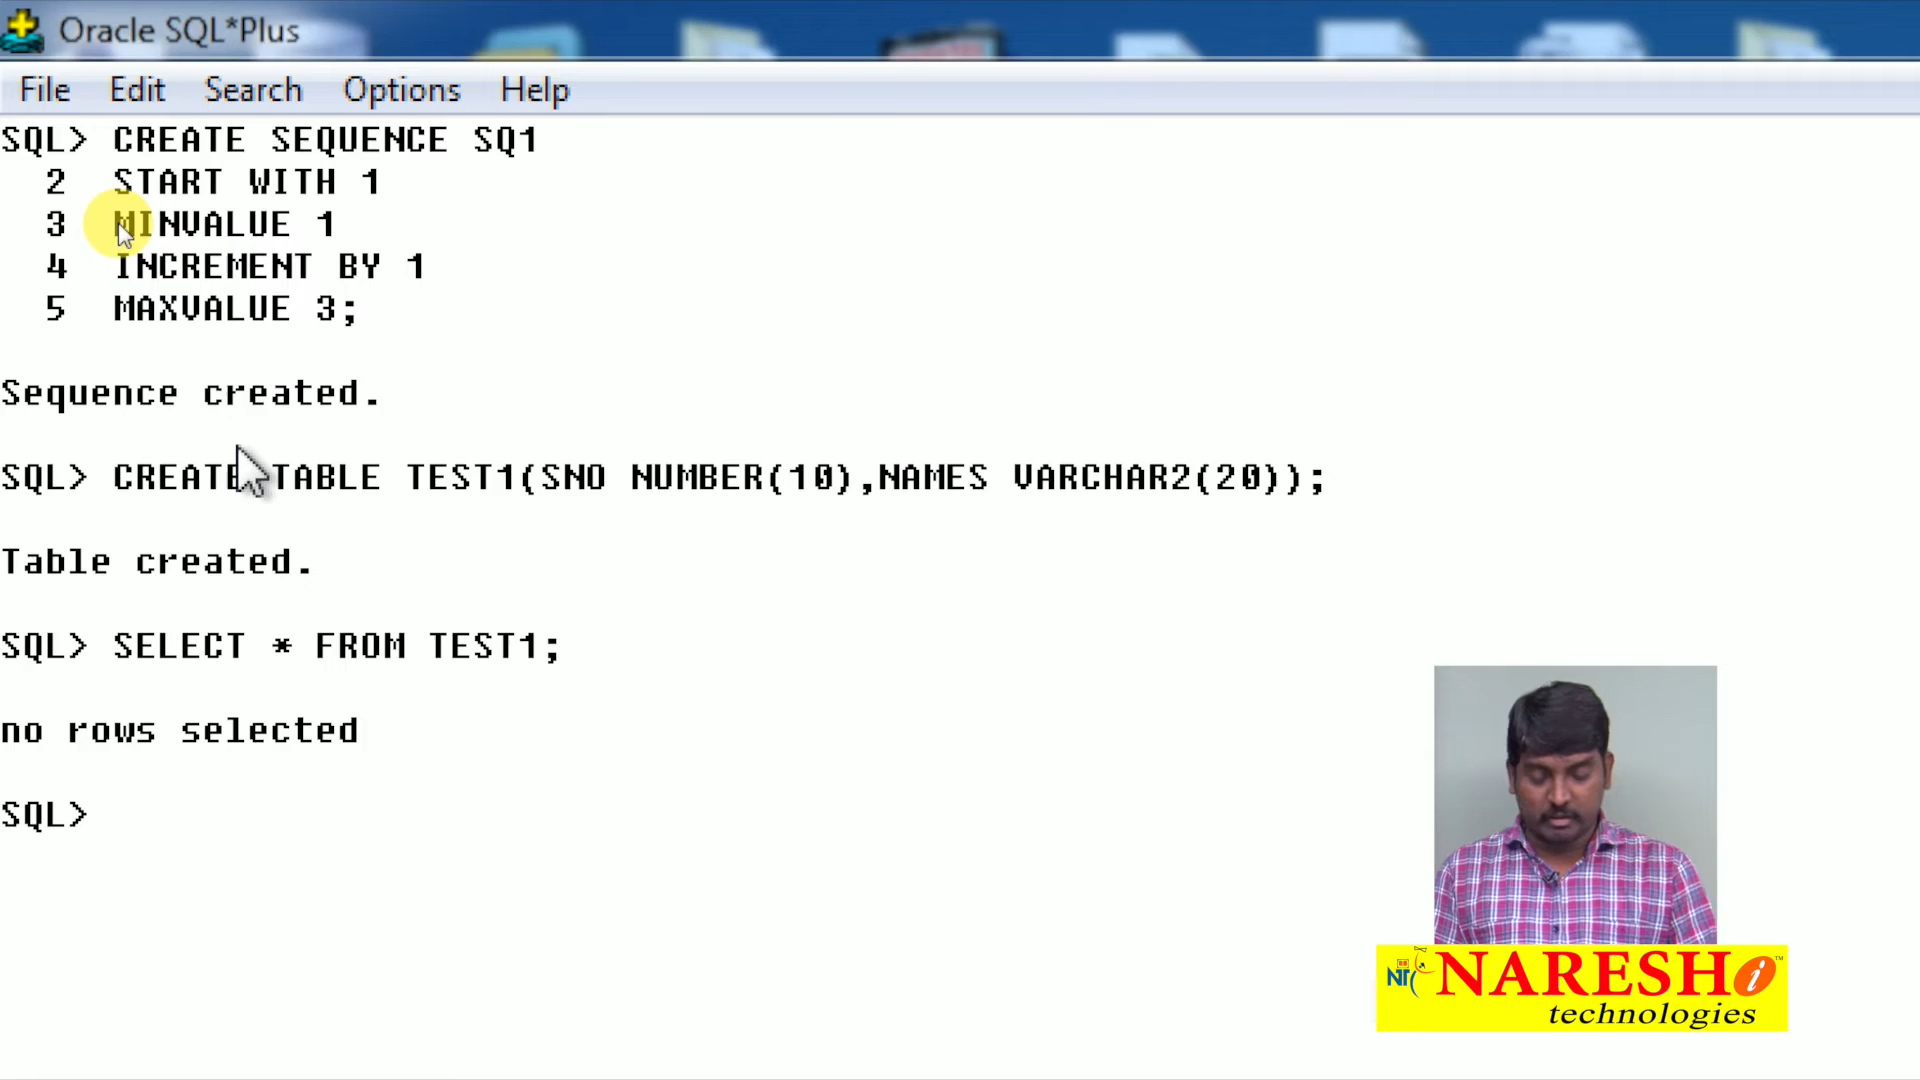 Oracle SQL*Plus
File Edit Search Options Help
SQL> CREATE SEQUENCE SQ1
2 START WITH 1
3 MINVALUE 1
4 INCREMENT BY 1
5 MAXVALUE 3;
Sequence created.
SQL> CREATE TABLE TEST1(SNO NUMBER(10),NAMES VARCHAR2(20));
Table created.
SQL> SELECT * FROM TEST1;
no rows selected
SQL>
NT NARESH i ™
technologies